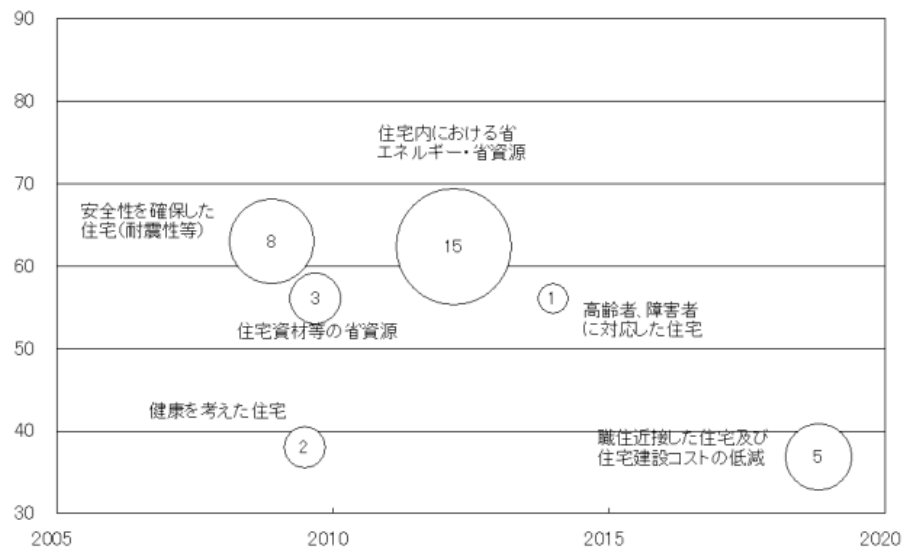 90
80
住宅内における省
エネルギー・省資源
70
安全性を確保した
住宅(耐震性等)
8
15
60
3
1
高齢者、障害者
に対応した住宅
住宅資材等の省資源
50
健康を考えた住宅
40
2
職住近接した住宅及び
住宅建設コストの低減
5
30
2005
2010
2015
2020